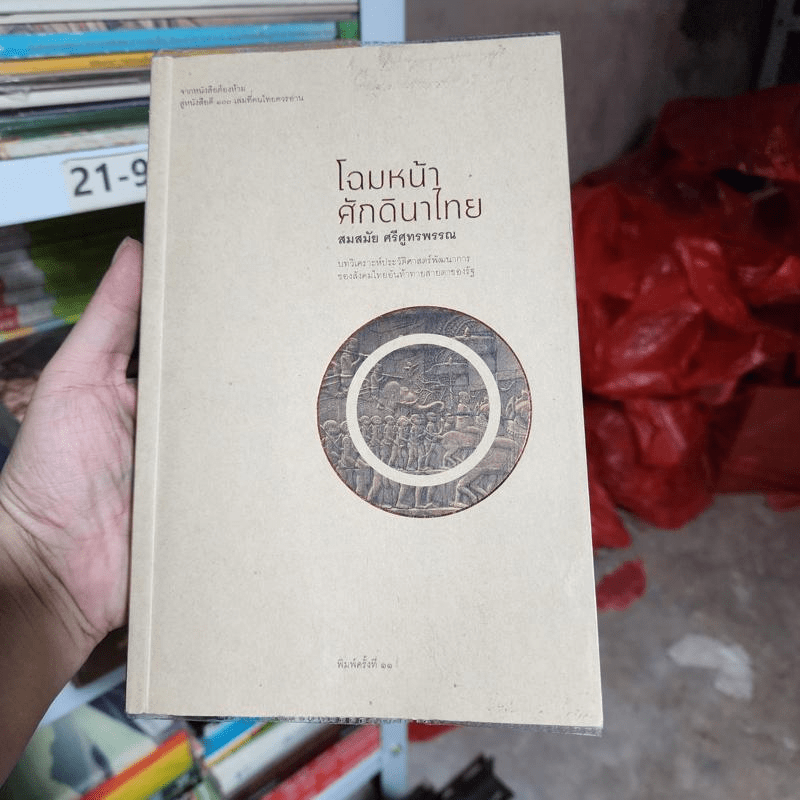 จากหนังสือต้องห้าม
สู่หนังสือดี ๑๐๐ เล่มที่คนไทยควรอ่าน
21-9
โฉมหน้า
ศักดินาไทย
สมสมัย ศรีศูทรพรรณ
บทวิเคราะห์ประวัติศาสตร์พัฒนาการ
ของสังคมไทยอันท้าทายสายตาของรัฐ
พิมพ์ครั้งที่ ๑๑